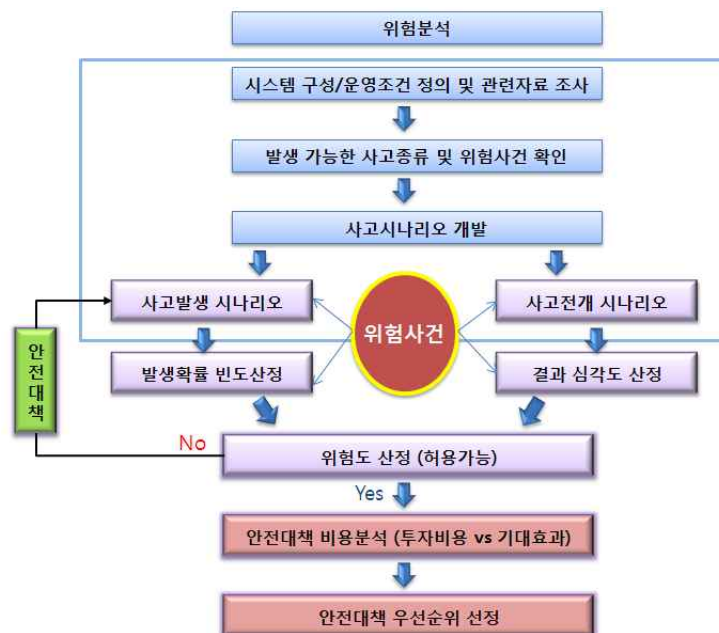 위험분석
시스템 구성/운영조건 정의 및 관련자료 조사
발생 가능한 사고종류 및 위험사건 확인
사고시나리오 개발
사고발생 시나리오
사고전개 시나리오
위험사건
안전대책
발생확률 빈도산정
결과 심각도 산정
No
위험도 산정 (허용가능)
Yes
안전대책 비용분석 (투자비용 vs 기대효과)
안전대책 우선순위 선정